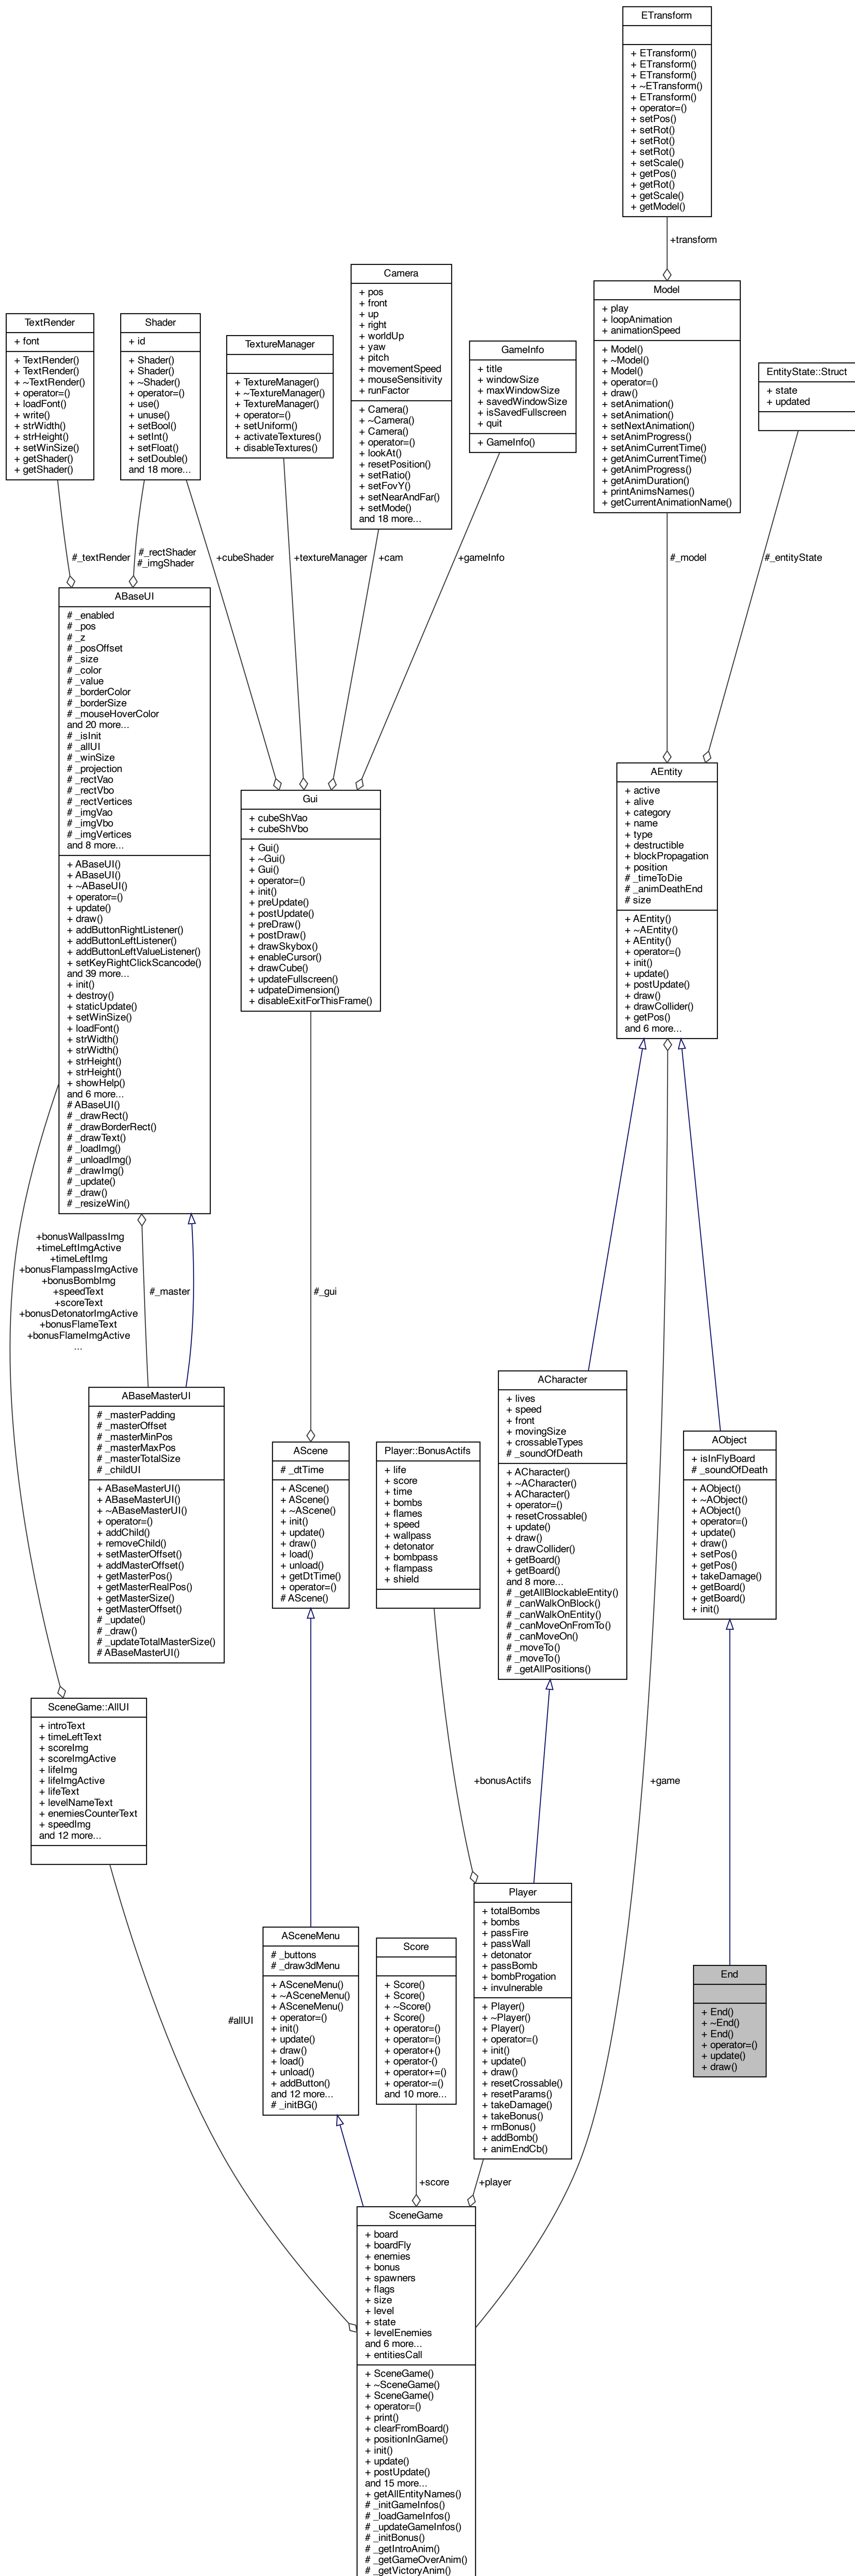 ETransform
+ ETransform()
+ ETransform()
+ ETransform()
+ ~ETransform()
+ ETransform()
+ operator=()
+ setPos()
+ setRot()
+ setRot()
+ setRot()
+ setScale()
+ getPos()
+ getRot()
+ getScale()
+ getModel()
+transform
Model
+ play
+ loopAnimation
+ animationSpeed
+ Model()
+ ~Model()
+ Model()
+ operator=()
+ draw()
+ setAnimation()
+ setAnimation()
+ setNextAnimation()
+ setAnimProgress()
+ setAnimCurrentTime()
+ getAnimCurrentTime()
+ getAnimProgress()
+ getAnimDuration()
+ printAnimsNames()
+ getCurrentAnimationName()
Camera
+ pos
+ front
+ up
+ right
+ worldUp
+ yaw
+ pitch
+ movementSpeed
+ mouseSensitivity
+ runFactor
+ Camera()
+ ~Camera()
+ Camera()
+ operator=()
+ lookAt()
+ resetPosition()
+ setRatio()
+ setFovY()
+ setNearAndFar()
+ setMode()
and 18 more...
TextRender
+ font
+ TextRender()
+ TextRender()
+ ~TextRender()
+ operator=()
+ loadFont()
+ write()
+ strWidth()
+ strHeight()
+ setWinSize()
+ getShader()
+ getShader()
Shader
+ id
+ Shader()
+ Shader()
+ ~Shader()
+ operator=()
+ use()
+ unuse()
+ setBool()
+ setInt()
+ setFloat()
+ setDouble()
and 18 more...
TextureManager
+ TextureManager()
+ ~TextureManager()
+ TextureManager()
+ operator=()
+ setUniform()
+ activateTextures()
+ disableTextures()
GameInfo
+ title
+ windowSize
+ maxWindowSize
+ savedWindowSize
+ isSavedFullscreen
+ quit
+ GameInfo()
EntityState::Struct
+ state
+ updated
#_textRender
#_rectShader
#_imgShader
+cubeShader
+textureManager
+cam
+gameInfo
#_model
#_entityState
ABaseUI
# _enabled
# _pos
# _z
# _posOffset
# _size
# _color
# _value
# _borderColor
# _borderSize
# _mouseHoverColor
and 20 more...
# _isInit
# _allUI
# _winSize
# _projection
# _rectVao
# _rectVbo
# _rectVertices
# _imgVao
# _imgVbo
# _imgVertices
and 8 more...
+ ABaseUI()
+ ABaseUI()
+ ~ABaseUI()
+ operator=()
+ update()
+ draw()
+ addButtonRightListener()
+ addButtonLeftListener()
+ addButtonLeftValueListener()
+ setKeyRightClickScancode()
and 39 more...
+ init()
+ destroy()
+ staticUpdate()
+ setWinSize()
+ loadFont()
+ strWidth()
+ strWidth()
+ strHeight()
+ strHeight()
+ showHelp()
and 6 more...
# ABaseUI()
# _drawRect()
# _drawBorderRect()
# _drawText()
# _loadImg()
# _unloadImg()
# _drawImg()
# _update()
# _draw()
# _resizeWin()
Gui
+ cubeShVao
+ cubeShVbo
+ Gui()
+ ~Gui()
+ Gui()
+ operator=()
+ init()
+ preUpdate()
+ postUpdate()
+ preDraw()
+ postDraw()
+ drawSkybox()
+ enableCursor()
+ drawCube()
+ updateFullscreen()
+ udpateDimension()
+ disableExitForThisFrame()
AEntity
+ active
+ alive
+ category
+ name
+ type
+ destructible
+ blockPropagation
+ position
# _timeToDie
# _animDeathEnd
# size
+ AEntity()
+ ~AEntity()
+ AEntity()
+ operator=()
+ init()
+ update()
+ postUpdate()
+ draw()
+ drawCollider()
+ getPos()
and 6 more...
+bonusWallpassImg
+timeLeftImgActive
+timeLeftImg
+bonusFlampassImgActive
+bonusBombImg
+speedText
+scoreText
+bonusDetonatorImgActive
+bonusFlameText
+bonusFlameImgActive
...
#_master
#_gui
ABaseMasterUI
# _masterPadding
# _masterOffset
# _masterMinPos
# _masterMaxPos
# _masterTotalSize
# _childUI
+ ABaseMasterUI()
+ ABaseMasterUI()
+ ~ABaseMasterUI()
+ operator=()
+ addChild()
+ removeChild()
+ setMasterOffset()
+ addMasterOffset()
+ getMasterPos()
+ getMasterRealPos()
+ getMasterSize()
+ getMasterOffset()
# _update()
# _draw()
# _updateTotalMasterSize()
# ABaseMasterUI()
AScene
# _dtTime
+ AScene()
+ AScene()
+ ~AScene()
+ init()
+ update()
+ draw()
+ load()
+ unload()
+ getDtTime()
+ operator=()
# AScene()
Player::BonusActifs
+ life
+ score
+ time
+ bombs
+ flames
+ speed
+ wallpass
+ detonator
+ bombpass
+ flampass
+ shield
ACharacter
+ lives
+ speed
+ front
+ movingSize
+ crossableTypes
# _soundOfDeath
+ ACharacter()
+ ~ACharacter()
+ ACharacter()
+ operator=()
+ resetCrossable()
+ update()
+ draw()
+ drawCollider()
+ getBoard()
+ getBoard()
and 8 more...
# _getAllBlockableEntity()
# _canWalkOnBlock()
# _canWalkOnEntity()
# _canMoveOnFromTo()
# _canMoveOn()
# _moveTo()
# _moveTo()
# _getAllPositions()
AObject
+ isInFlyBoard
# _soundOfDeath
+ AObject()
+ ~AObject()
+ AObject()
+ operator=()
+ update()
+ draw()
+ setPos()
+ getPos()
+ takeDamage()
+ getBoard()
+ getBoard()
+ init()
SceneGame::AllUI
+ introText
+ timeLeftText
+ scoreImg
+ scoreImgActive
+ lifeImg
+ lifeImgActive
+ lifeText
+ levelNameText
+ enemiesCounterText
+ speedImg
and 12 more...
+bonusActifs
+game
ASceneMenu
# _buttons
# _draw3dMenu
+ ASceneMenu()
+ ~ASceneMenu()
+ ASceneMenu()
+ operator=()
+ init()
+ update()
+ draw()
+ load()
+ unload()
+ addButton()
and 12 more...
# _initBG()
Score
+ Score()
+ Score()
+ ~Score()
+ Score()
+ operator=()
+ operator=()
+ operator+()
+ operator-()
+ operator+=()
+ operator-=()
and 10 more...
Player
+ totalBombs
+ bombs
+ passFire
+ passWall
+ detonator
+ passBomb
+ bombProgation
+ invulnerable
+ Player()
+ ~Player()
+ Player()
+ operator=()
+ init()
+ update()
+ draw()
+ resetCrossable()
+ resetParams()
+ takeDamage()
+ takeBonus()
+ rmBonus()
+ addBomb()
+ animEndCb()
End
+ End()
+ ~End()
+ End()
+ operator=()
+ update()
+ draw()
#allUI
+score
+player
SceneGame
+ board
+ boardFly
+ enemies
+ bonus
+ spawners
+ flags
+ size
+ level
+ state
+ levelEnemies
and 6 more...
+ entitiesCall
+ SceneGame()
+ ~SceneGame()
+ SceneGame()
+ operator=()
+ print()
+ clearFromBoard()
+ positionInGame()
+ init()
+ update()
+ postUpdate()
and 15 more...
+ getAllEntityNames()
# _initGameInfos()
# _loadGameInfos()
# _updateGameInfos()
# _initBonus()
# _getIntroAnim()
# _getGameOverAnim()
# _getVictoryAnim()